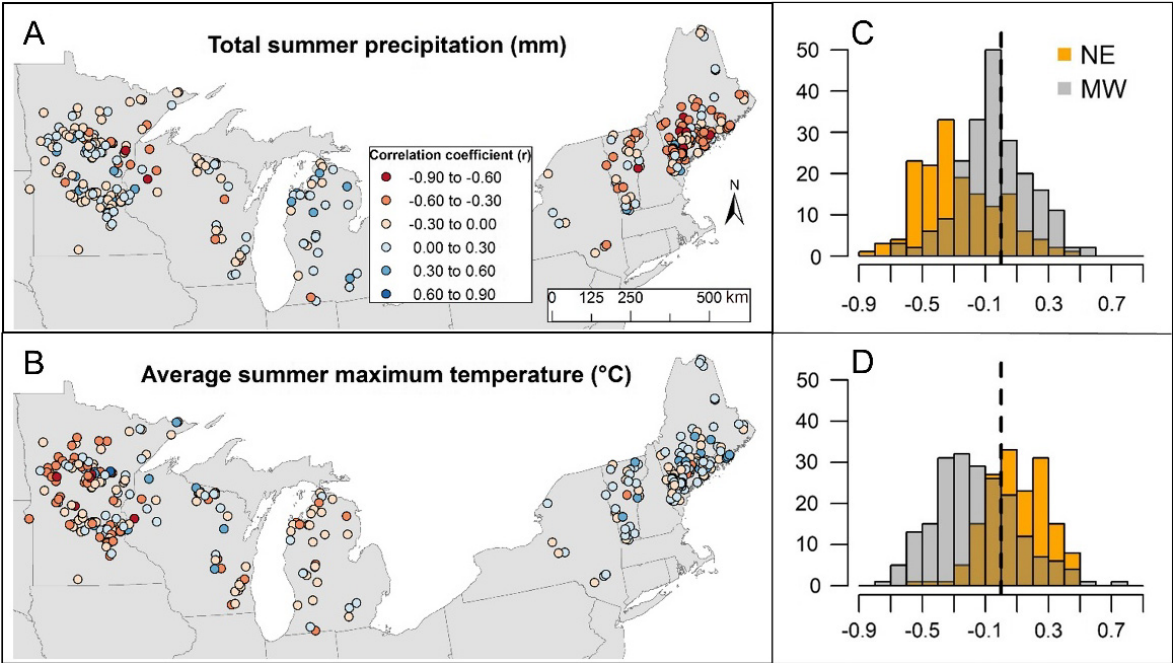 A
Total summer precipitation (mm)
Correlation coefficient (r)
-0.90 to -0.60
-0.60 to -0.30
-0.30 to 0.00
0.00 to 0.30
0.30 to 0.60
0.60 to 0.90
N
0 125 250 500 km
C
NE
MW
50
40
30
20
10
0
-0.9 -0.5 -0.1 0.3 0.7
B
Average summer maximum temperature (°C)
D
50
40
30
20
10
0
-0.9 -0.5 -0.1 0.3 0.7